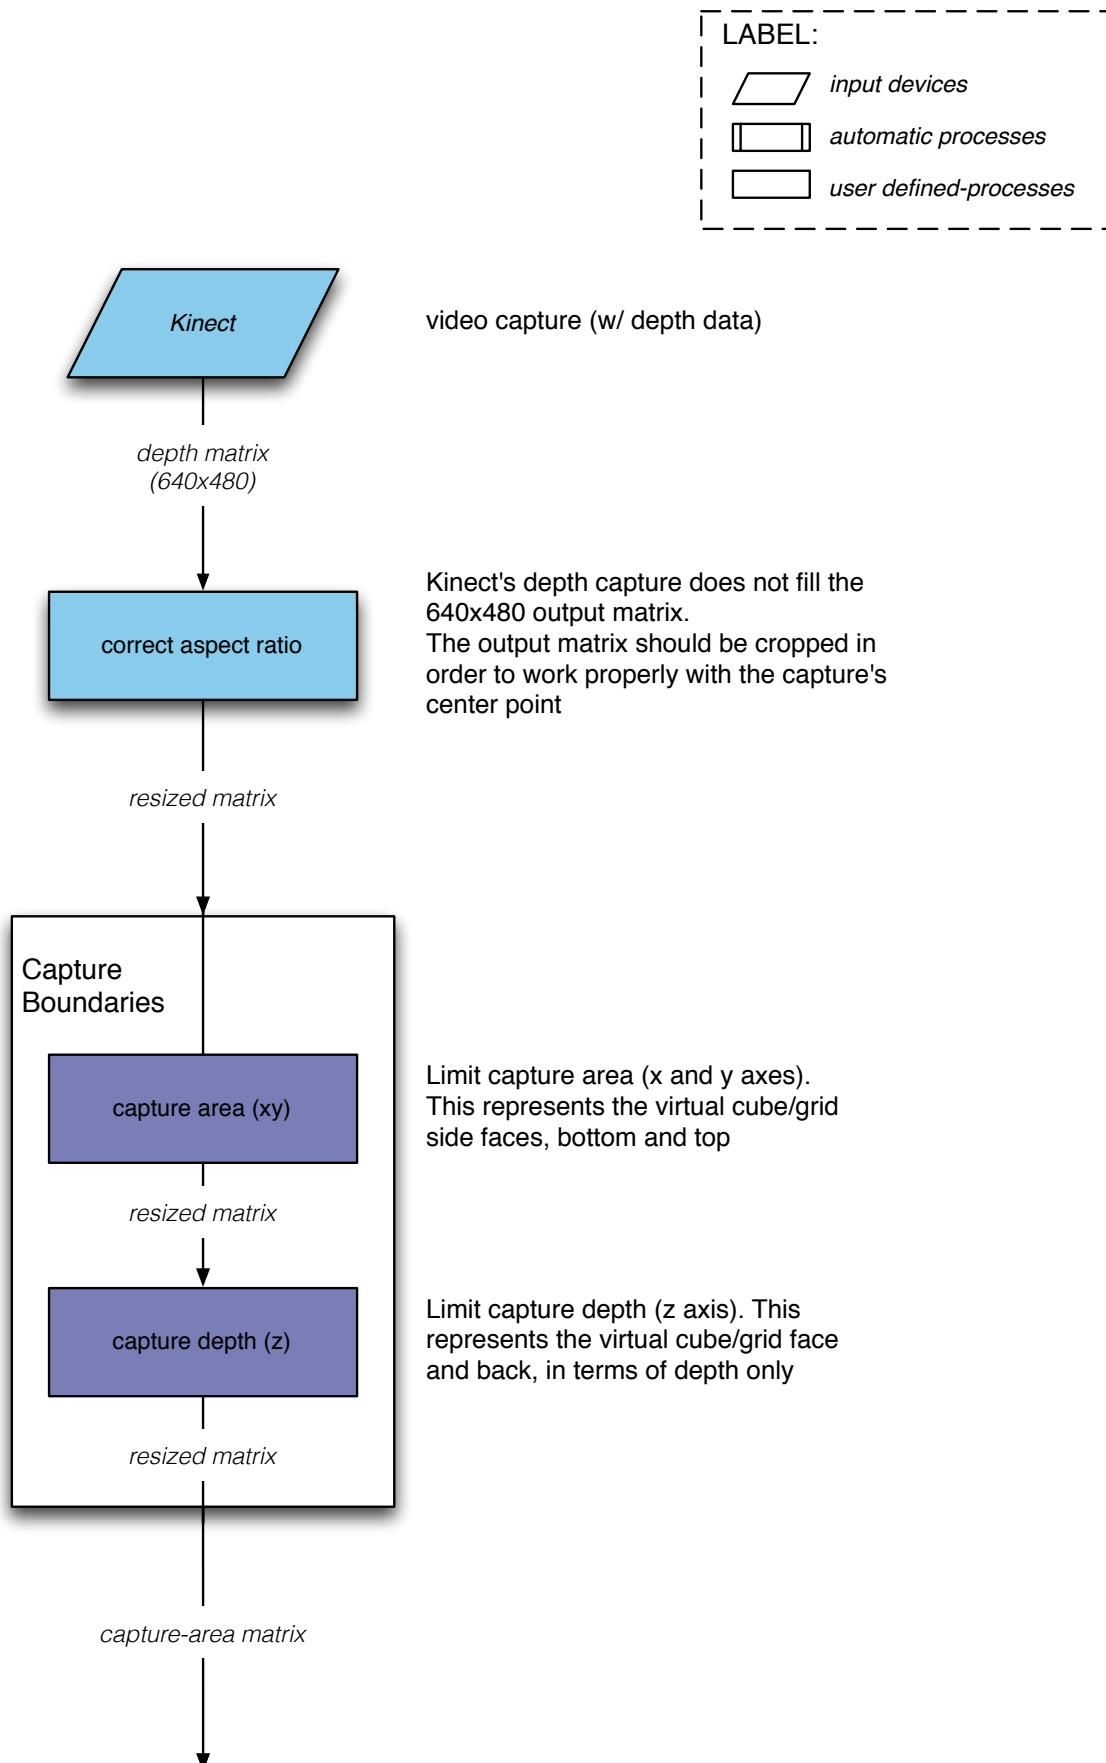 LABEL:
input devices
automatic processes
user defined-processes
Kinect
video capture (w/ depth data)
depth matrix
(640x480)
correct aspect ratio
Kinect's depth capture does not fill the
640x480 output matrix.
The output matrix should be cropped in
order to work properly with the capture's
center point
resized matrix
Capture
Boundaries
capture area (xy)
Limit capture area (x and y axes).
This represents the virtual cube/grid
side faces, bottom and top
resized matrix
capture depth (z)
Limit capture depth (z axis). This
represents the virtual cube/grid face
and back, in terms of depth only
resized matrix
capture-area matrix